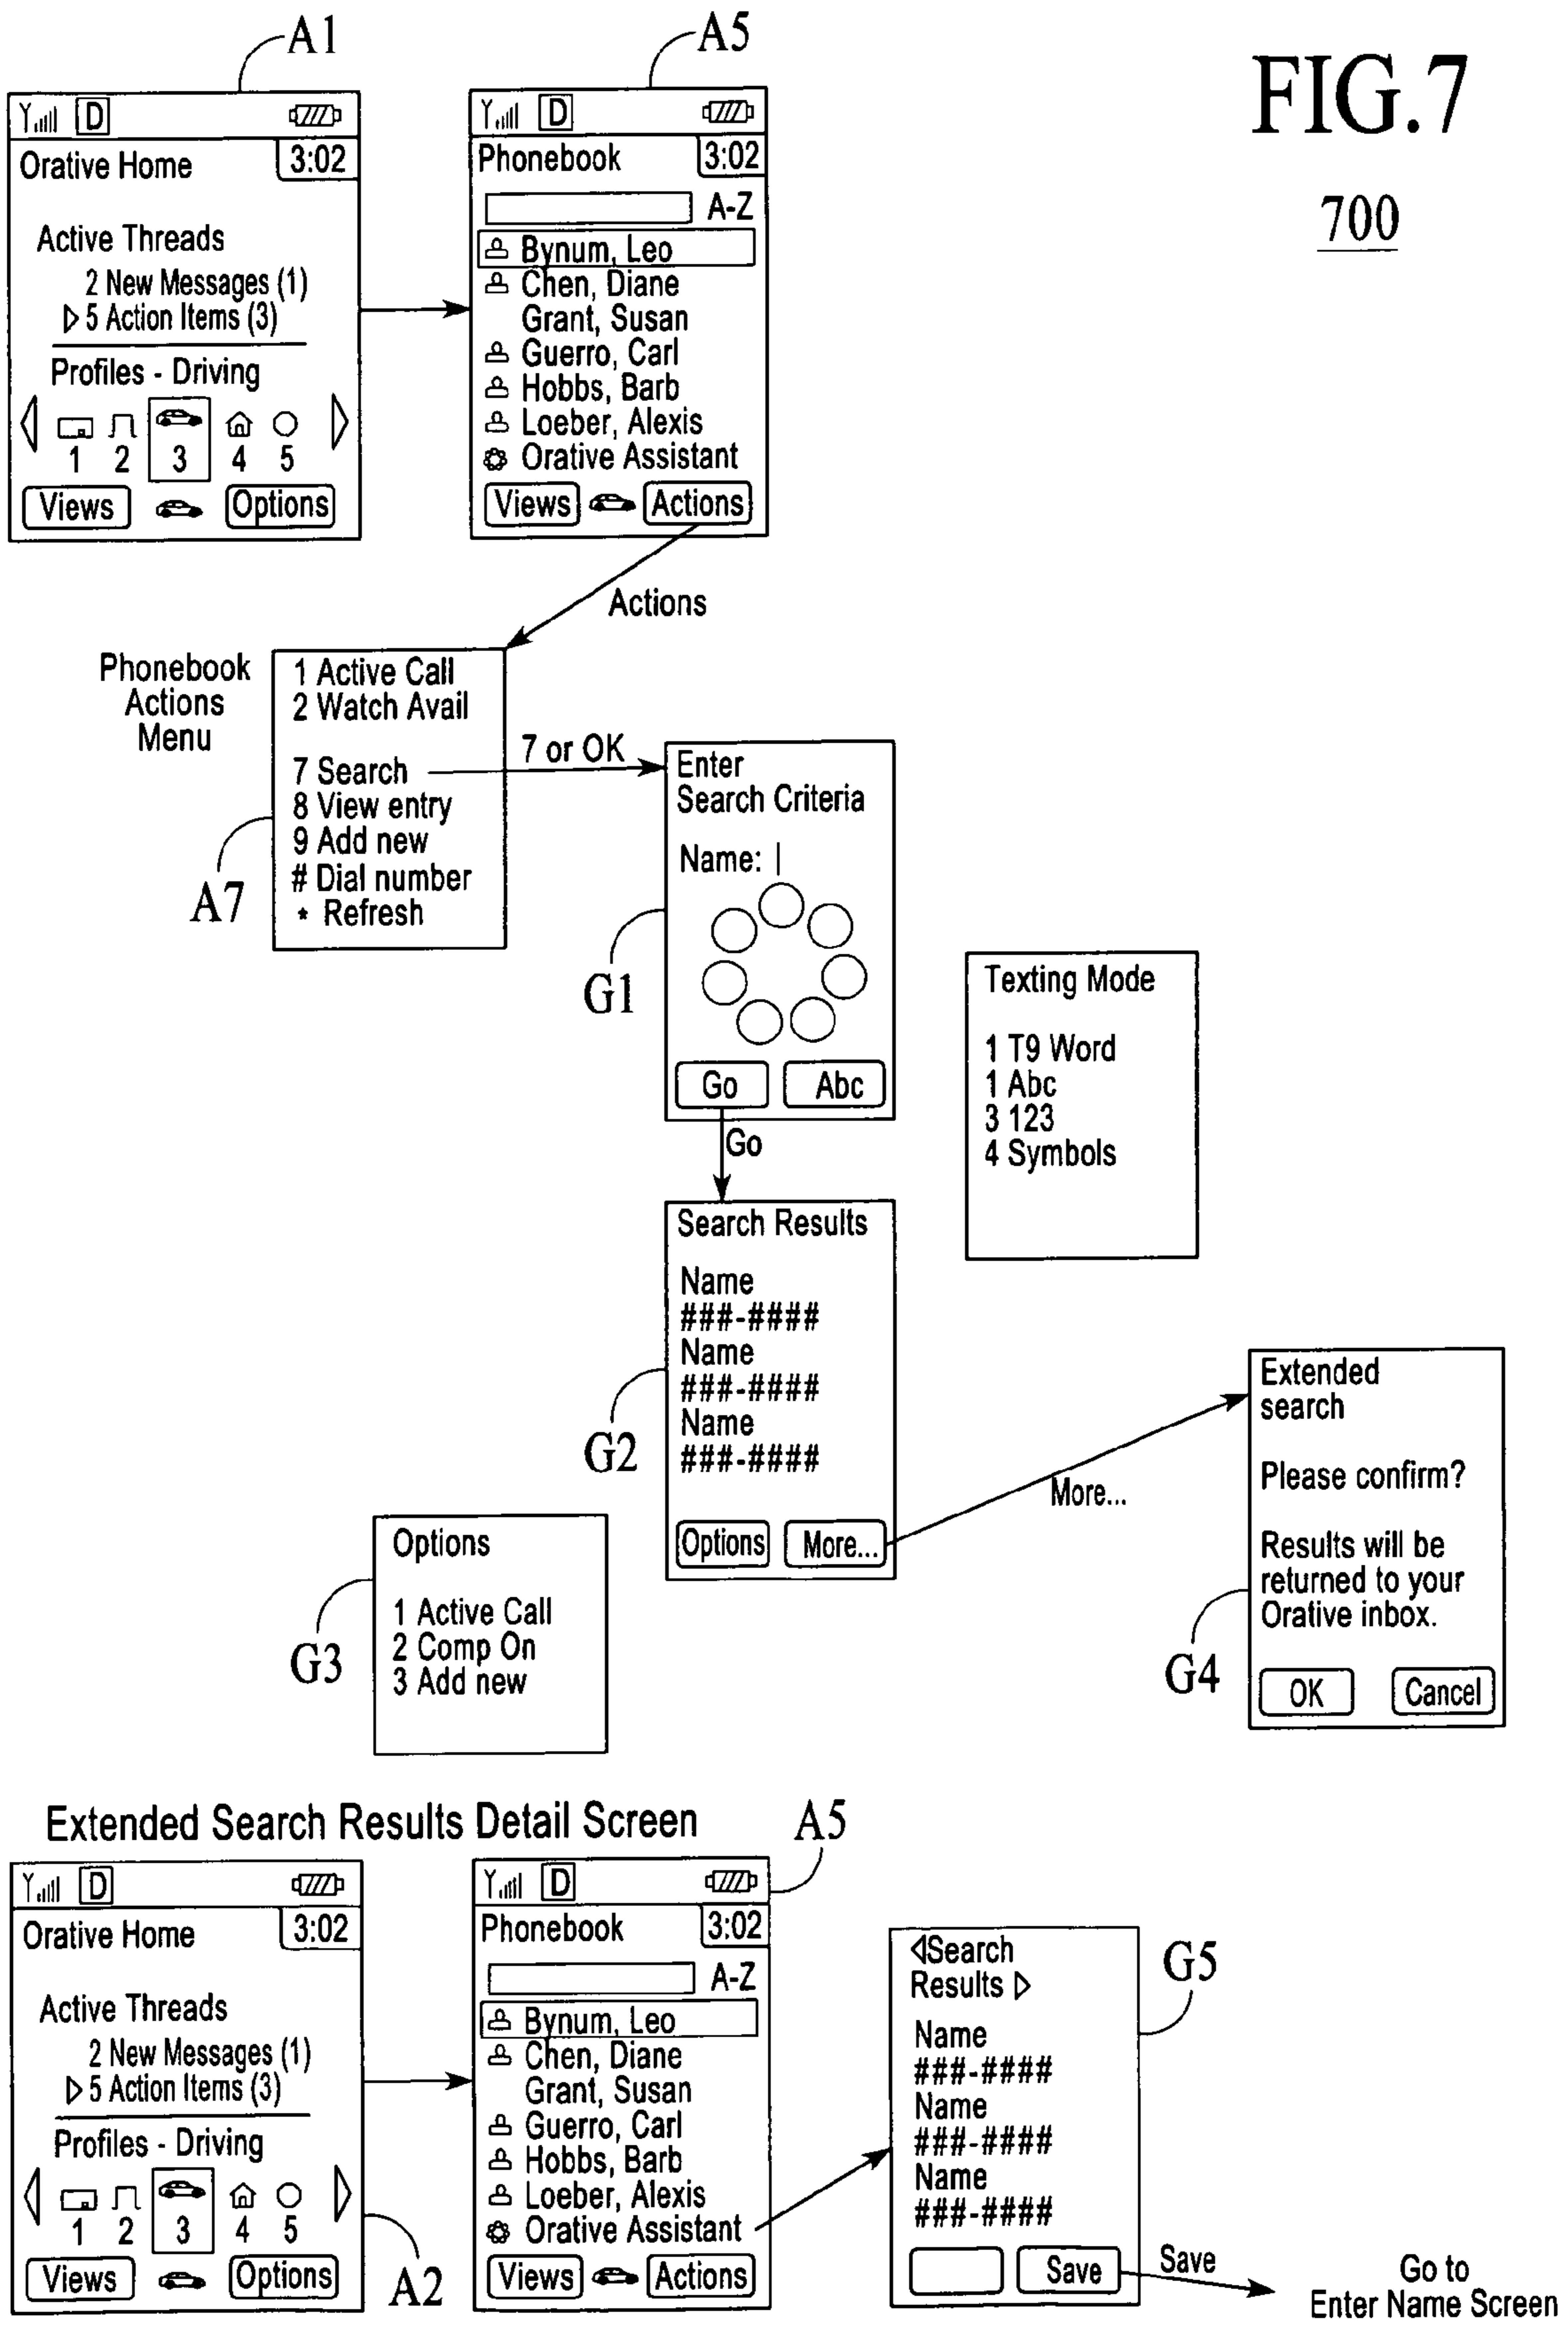 FIG.7
700
A1
D
Orative Home
3:02
Active Threads
2 New Messages (1)
5 Action Items (3)
Profiles - Driving
1 2 3 4 5
Views
Options
A5
D
Phonebook
3:02
A-Z
Bynum, Leo
Chen, Diane
Grant, Susan
Guerro, Carl
Hobbs, Barb
Loeber, Alexis
Orative Assistant
Views
Actions
Actions
Phonebook
Actions
Menu
1 Active Call
2 Watch Avail
7 Search
8 View entry
9 Add new
# Dial number
* Refresh
A7
7 or OK
Enter
Search Criteria
Name: |
Go
Abc
G1
Go
Texting Mode
1 T9 Word
1 Abc
3 123
4 Symbols
Search Results
Name
###-####
Name
###-####
Name
###-####
Options
More...
G2
More...
Options
1 Active Call
2 Comp On
3 Add new
G3
Extended
search
Please confirm?
Results will be
returned to your
Orative inbox.
OK
Cancel
G4
Extended Search Results Detail Screen
D
Orative Home
3:02
Active Threads
2 New Messages (1)
5 Action Items (3)
Profiles - Driving
1 2 3 4 5
Views
Options
A2
A5
D
Phonebook
3:02
A-Z
Bynum, Leo
Chen, Diane
Grant, Susan
Guerro, Carl
Hobbs, Barb
Loeber, Alexis
Orative Assistant
Views
Actions
G5
Search
Results
Name
###-####
Name
###-####
Name
###-####
Save
Save
Go to
Enter Name Screen